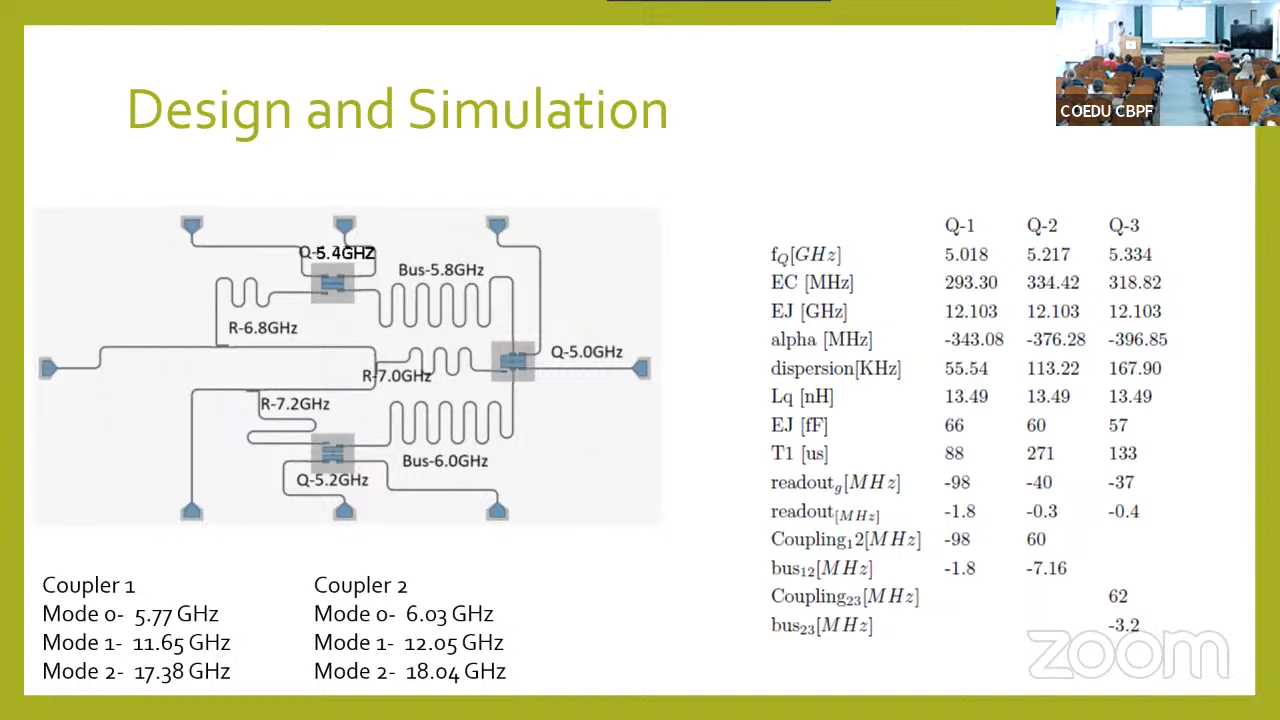 COEDU CBPF
Design and Simulation
Q-5.4GHZ
Bus-5.8GHz
R-6.8GHz
Q-5.0GHz
R-7.0GHz
R-7.2GHz
Bus-6.0GHz
Q-5.2GHz
Q-1 Q-2 Q-3
f_Q[GHz] 5.018 5.217 5.334
EC [MHz] 293.30 334.42 318.82
EJ [GHz] 12.103 12.103 12.103
alpha [MHz] -343.08 -376.28 -396.85
dispersion[KHz] 55.54 113.22 167.90
Lq [nH] 13.49 13.49 13.49
EJ [fF] 66 60 57
T1 [us] 88 271 133
readout_g[MHz] -98 -40 -37
readout_[MHz] -1.8 -0.3 -0.4
Coupling_12[MHz] -98 60
bus_12[MHz] -1.8 -7.16
Coupling_23[MHz] 62
bus_23[MHz] -3.2
Coupler 1
Mode 0- 5.77 GHz
Mode 1- 11.65 GHz
Mode 2- 17.38 GHz
Coupler 2
Mode 0- 6.03 GHz
Mode 1- 12.05 GHz
Mode 2- 18.04 GHz
zoom